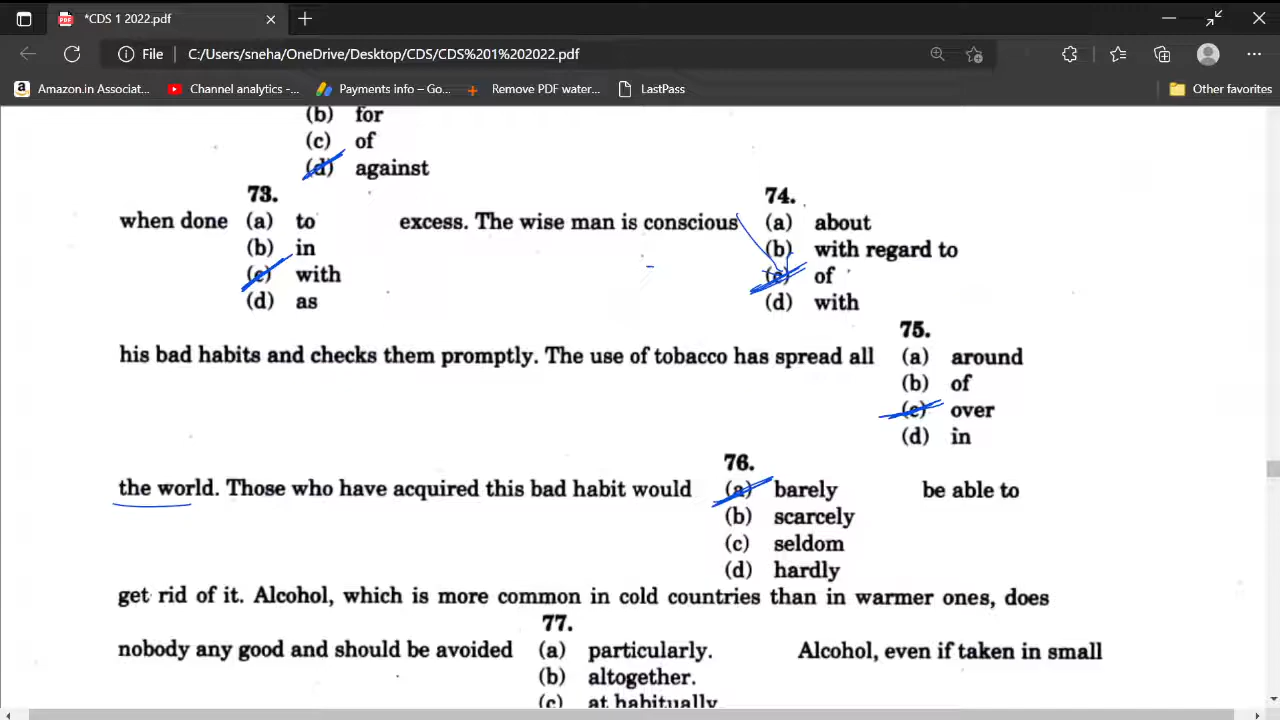 *CDS 1 2022.pdf
File C:/Users/sneha/OneDrive/Desktop/CDS/CDS%201%202022.pdf
Amazon.in Associat... Channel analytics -... Payments info – Go... Remove PDF water... LastPass Other favorites
(b) for
(c) of
(d) against
73. 74.
when done (a) to excess. The wise man is conscious (a) about
(b) in (b) with regard to
(c) with (c) of
(d) as (d) with
75.
his bad habits and checks them promptly. The use of tobacco has spread all (a) around
(b) of
(c) over
(d) in
76.
the world. Those who have acquired this bad habit would (a) barely be able to
(b) scarcely
(c) seldom
(d) hardly
get rid of it. Alcohol, which is more common in cold countries than in warmer ones, does
77.
nobody any good and should be avoided (a) particularly. Alcohol, even if taken in small
(b) altogether.
(c) at habitually